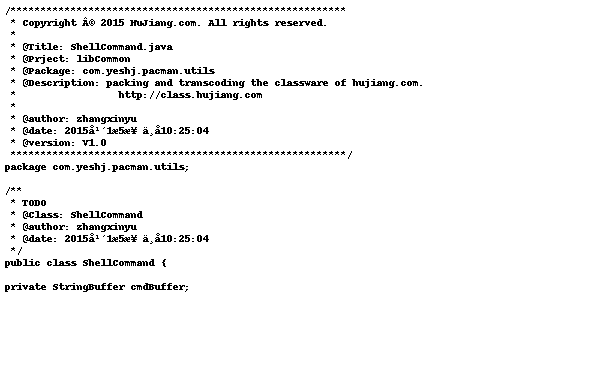 /********************************************************
* Copyright Â© 2015 HuJiang.com. All rights reserved.
*
* @Title: ShellCommand.java
* @Prject: libCommon
* @Package: com.yeshj.pacman.utils
* @Description: packing and transcoding the classware of hujiang.com.
* http://class.hujiang.com
*
* @author: zhangxinyu
* @date: 2015å¹´1æ5æ¥ ä¸å10:25:04
* @version: V1.0
********************************************************/
package com.yeshj.pacman.utils;
/**
* TODO
* @Class: ShellCommand
* @author: zhangxinyu
* @date: 2015å¹´1æ5æ¥ ä¸å10:25:04
*/
public class ShellCommand {
private StringBuffer cmdBuffer;